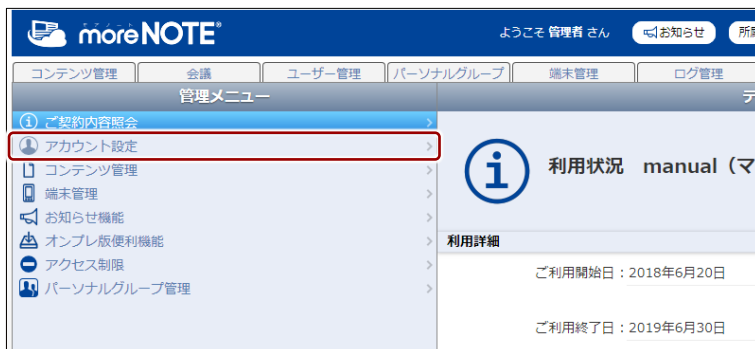 モアノート
moreNOTE®
ようこそ 管理者 さん
お知らせ
所
コンテンツ管理
会議
ユーザー管理
パーソナルグループ
端末管理
ログ管理
管理メニュー
ご契約内容照会
アカウント設定
コンテンツ管理
端末管理
お知らせ機能
オンプレ版便利機能
アクセス制限
パーソナルグループ管理
利用状況 manual（マ
利用詳細
ご利用開始日：2018年6月20日
ご利用終了日：2019年6月30日